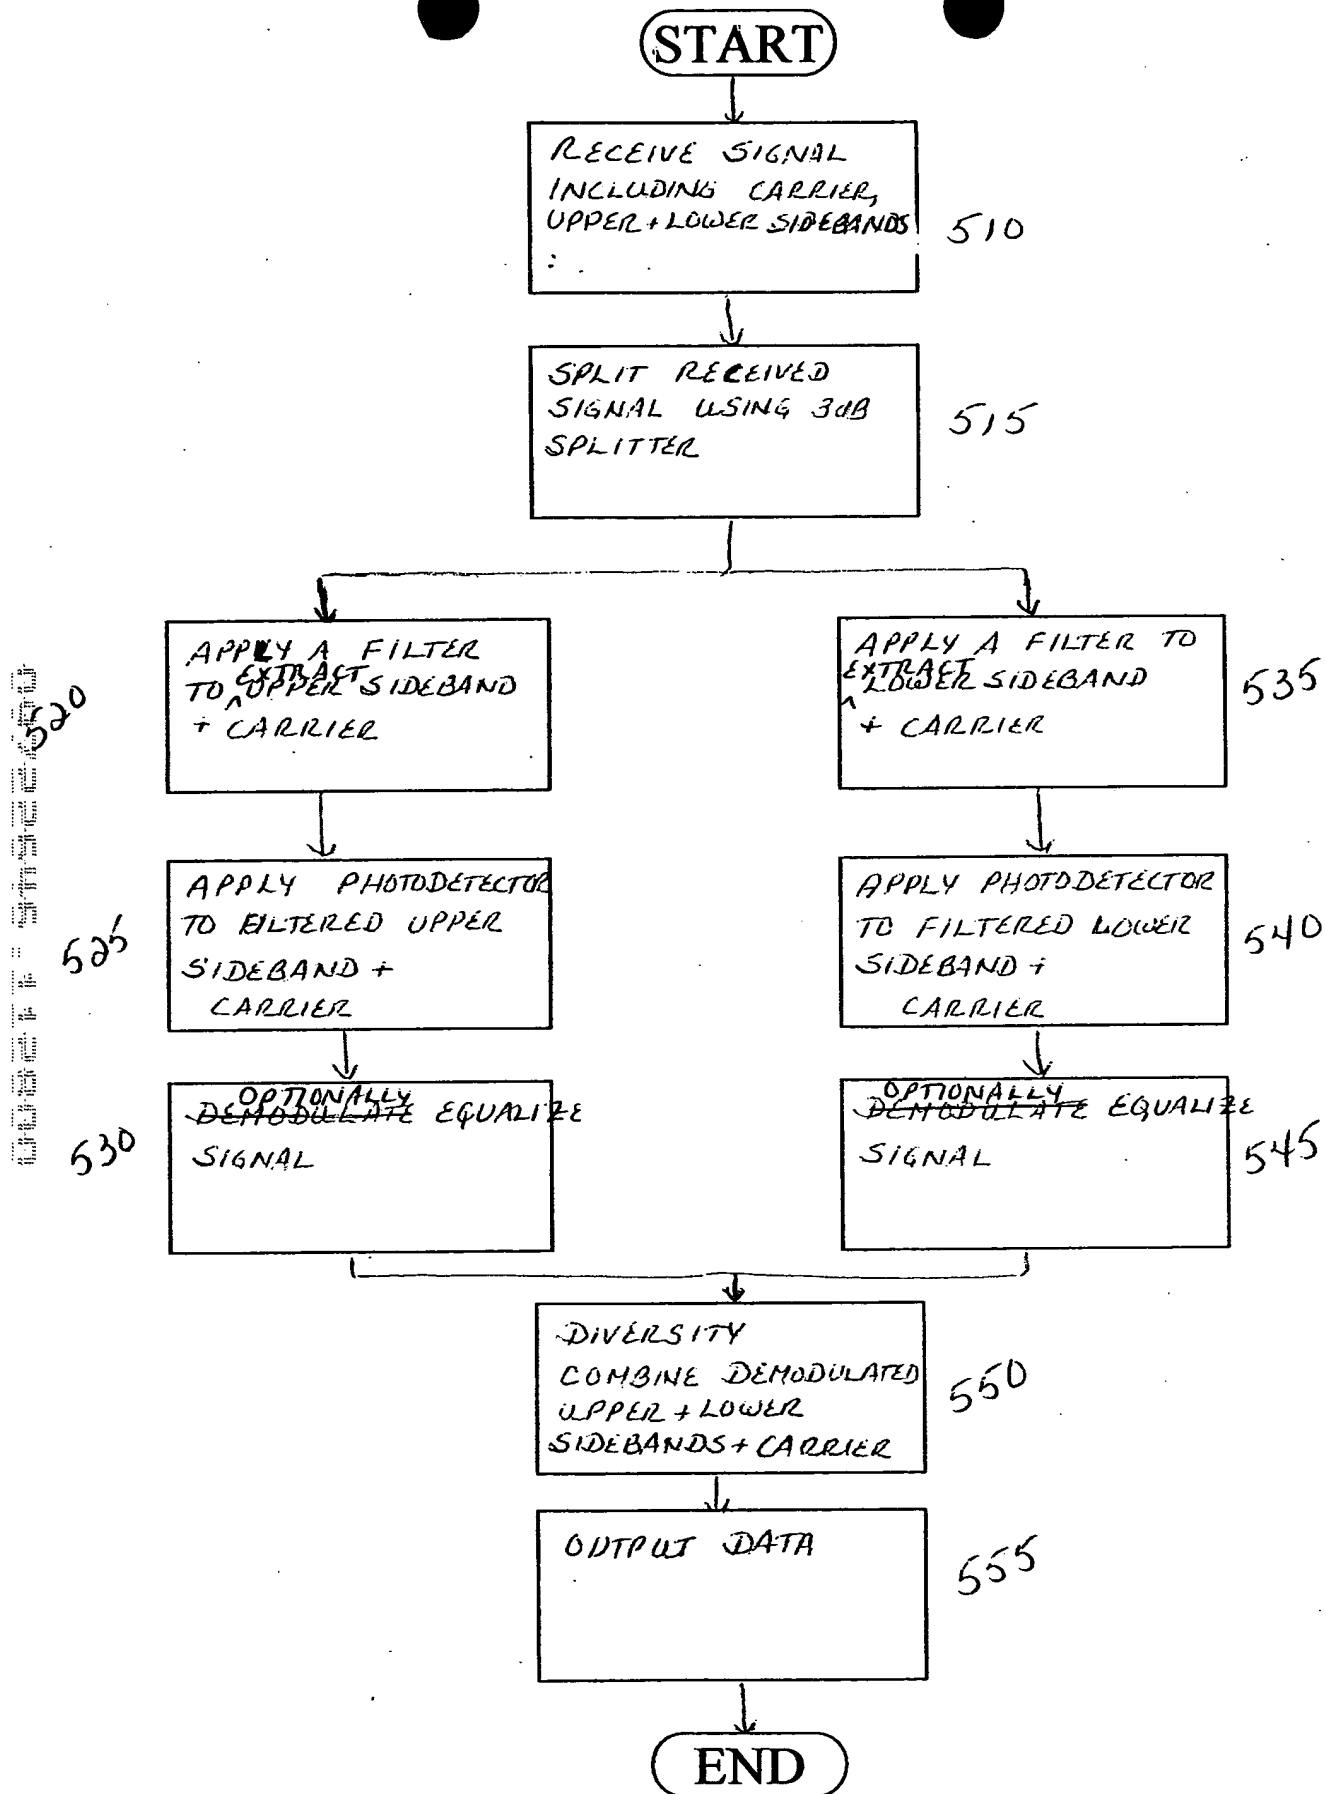 START
RECEIVE SIGNAL
INCLUDING CARRIER,
UPPER + LOWER SIDEBANDS
510
SPLIT RECEIVED
SIGNAL USING 3dB
SPLITTER
515
APPLY A FILTER
TO ^ EXTRACT UPPER SIDEBAND
+ CARRIER
520
APPLY A FILTER TO
^ EXTRACT LOWER SIDEBAND
+ CARRIER
535
APPLY PHOTODETECTOR
TO FILTERED UPPER
SIDEBAND +
CARRIER
525
APPLY PHOTODETECTOR
TO FILTERED LOWER
SIDEBAND +
CARRIER
540
OPTIONALLY
DEMODULATE EQUALIZE
SIGNAL
530
OPTIONALLY
DEMODULATE EQUALIZE
SIGNAL
545
DIVERSITY
COMBINE DEMODULATED
UPPER + LOWER
SIDEBANDS + CARRIER
550
OUTPUT DATA
555
END